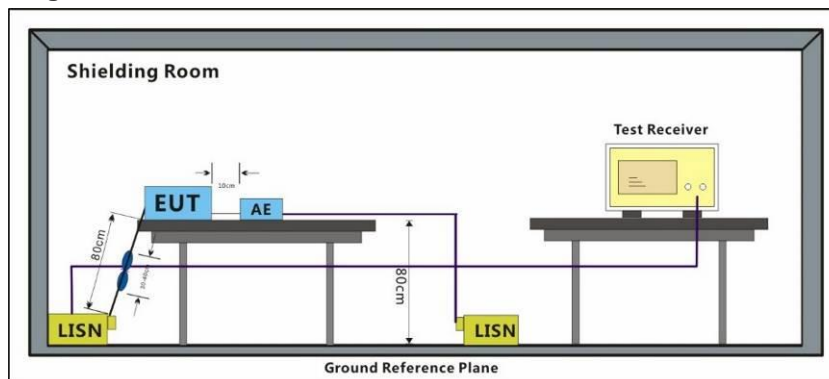 Shielding Room
Test Receiver
10cm
EUT
AE
80cm
80cm
LISN
LISN
Ground Reference Plane